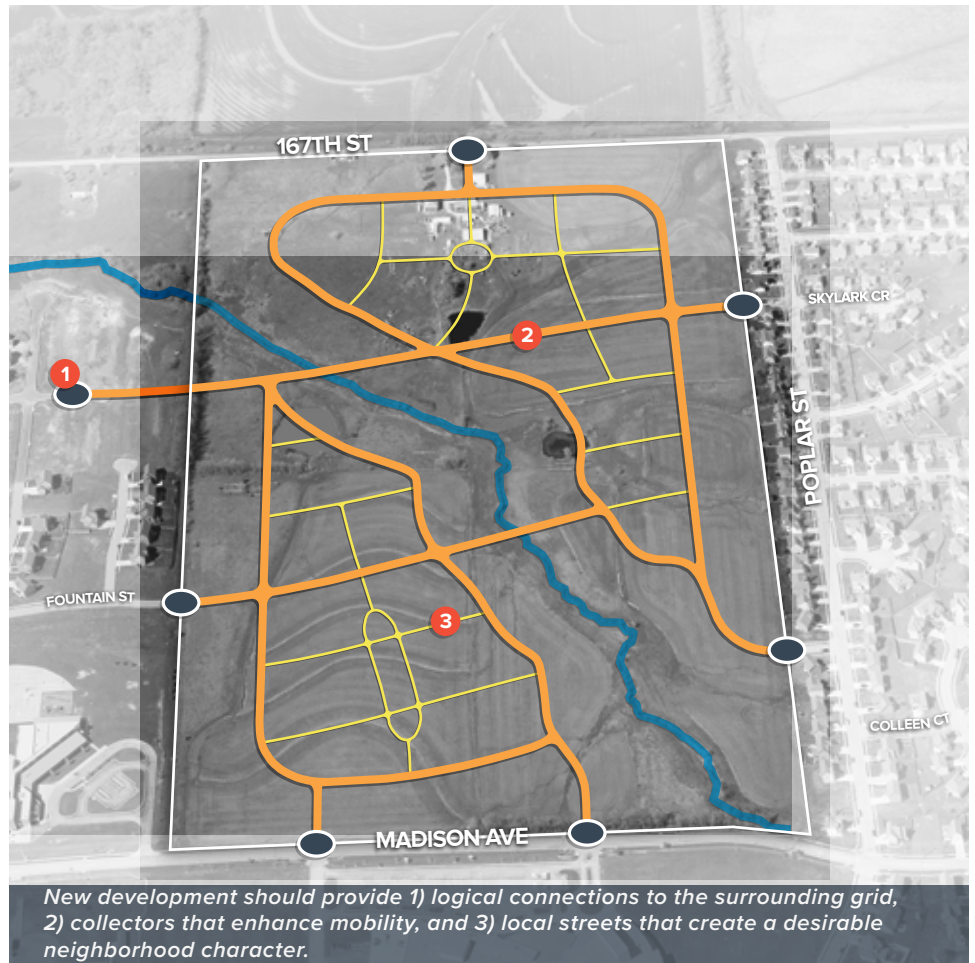 167TH ST
SKYLARK CR
1
2
POPLAR ST
FOUNTAIN ST
3
COLLEEN CT
MADISON AVE
New development should provide 1) logical connections to the surrounding grid,
2) collectors that enhance mobility, and 3) local streets that create a desirable
neighborhood character.